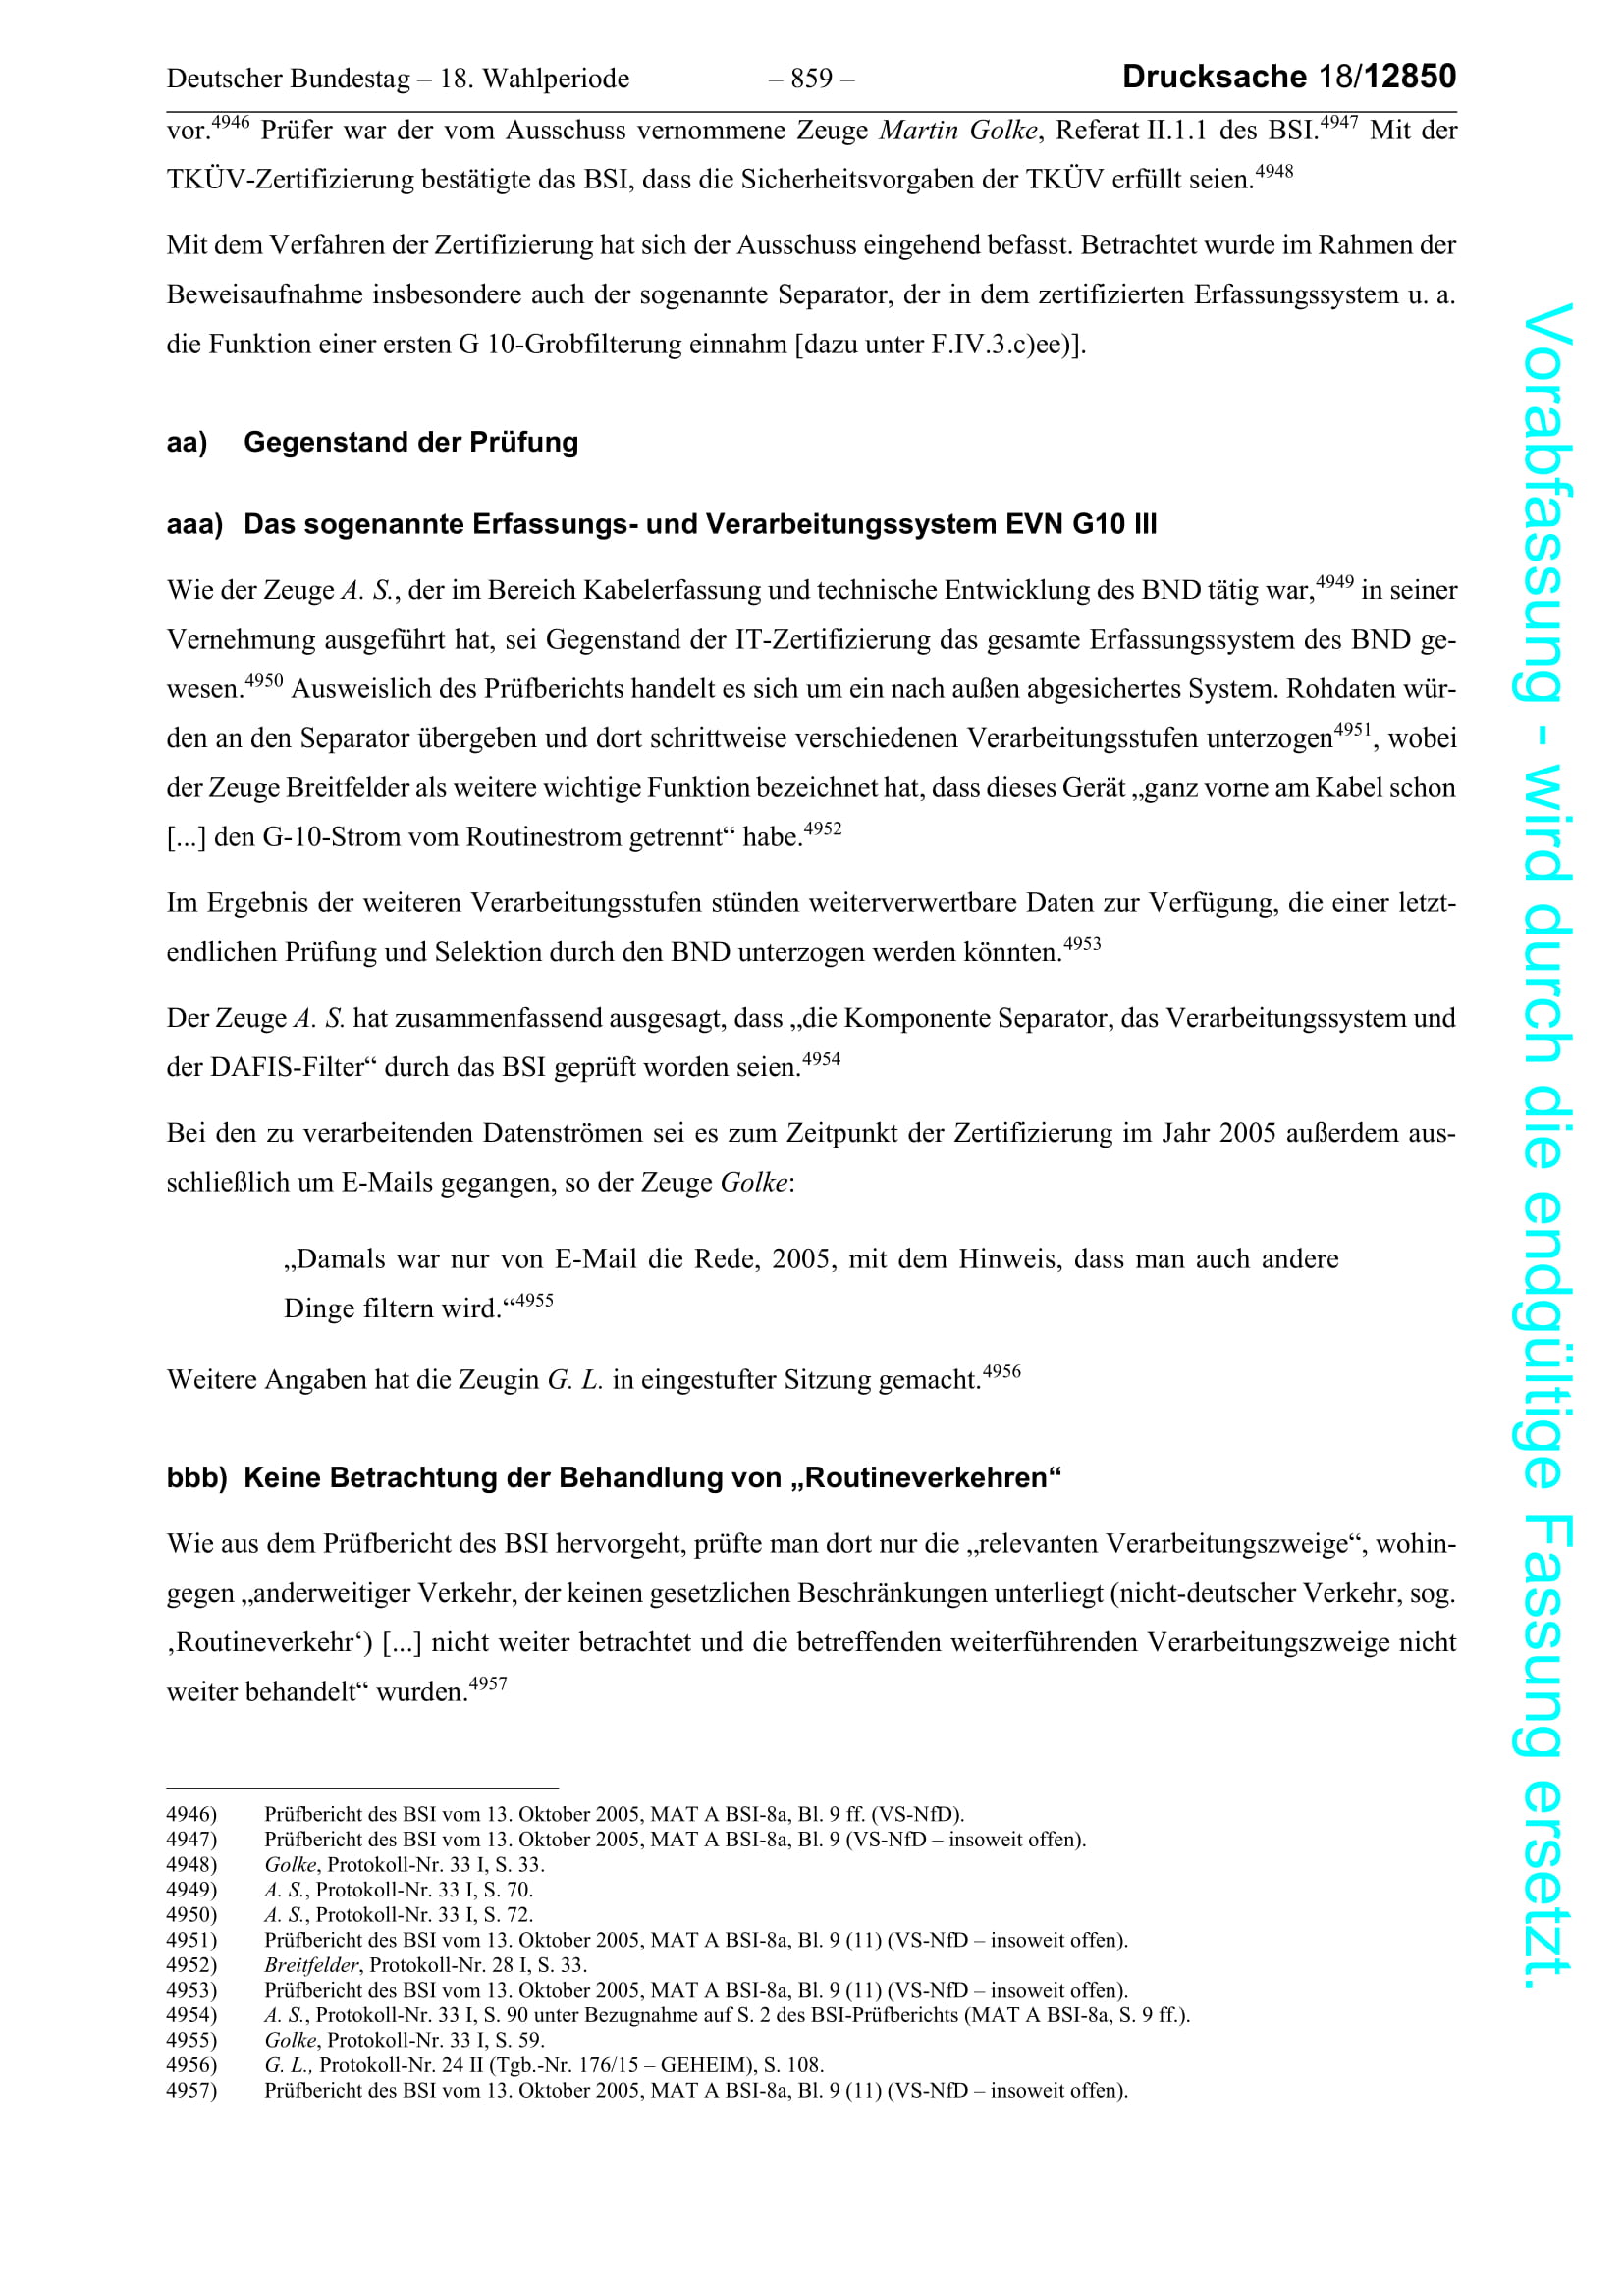 Deutscher Bundestag – 18. Wahlperiode – 859 – Drucksache 18/12850
vor.4946 Prüfer war der vom Ausschuss vernommene Zeuge Martin Golke, Referat II.1.1 des BSI.4947 Mit der
TKÜV-Zertifizierung bestätigte das BSI, dass die Sicherheitsvorgaben der TKÜV erfüllt seien.4948
Mit dem Verfahren der Zertifizierung hat sich der Ausschuss eingehend befasst. Betrachtet wurde im Rahmen der
Beweisaufnahme insbesondere auch der sogenannte Separator, der in dem zertifizierten Erfassungssystem u. a.
die Funktion einer ersten G 10-Grobfilterung einnahm [dazu unter F.IV.3.c)ee)].
aa) Gegenstand der Prüfung
aaa) Das sogenannte Erfassungs- und Verarbeitungssystem EVN G10 III
Wie der Zeuge A. S., der im Bereich Kabelerfassung und technische Entwicklung des BND tätig war,4949 in seiner
Vernehmung ausgeführt hat, sei Gegenstand der IT-Zertifizierung das gesamte Erfassungssystem des BND ge-
wesen.4950 Ausweislich des Prüfberichts handelt es sich um ein nach außen abgesichertes System. Rohdaten wür-
den an den Separator übergeben und dort schrittweise verschiedenen Verarbeitungsstufen unterzogen4951, wobei
der Zeuge Breitfelder als weitere wichtige Funktion bezeichnet hat, dass dieses Gerät „ganz vorne am Kabel schon
[...] den G-10-Strom vom Routinestrom getrennt“ habe.4952
Im Ergebnis der weiteren Verarbeitungsstufen stünden weiterverwertbare Daten zur Verfügung, die einer letzt-
endlichen Prüfung und Selektion durch den BND unterzogen werden könnten.4953
Der Zeuge A. S. hat zusammenfassend ausgesagt, dass „die Komponente Separator, das Verarbeitungssystem und
der DAFIS-Filter“ durch das BSI geprüft worden seien.4954
Bei den zu verarbeitenden Datenströmen sei es zum Zeitpunkt der Zertifizierung im Jahr 2005 außerdem aus-
schließlich um E-Mails gegangen, so der Zeuge Golke:
„Damals war nur von E-Mail die Rede, 2005, mit dem Hinweis, dass man auch andere
Dinge filtern wird.“4955
Weitere Angaben hat die Zeugin G. L. in eingestufter Sitzung gemacht.4956
bbb) Keine Betrachtung der Behandlung von „Routineverkehren“
Wie aus dem Prüfbericht des BSI hervorgeht, prüfte man dort nur die „relevanten Verarbeitungszweige“, wohin-
gegen „anderweitiger Verkehr, der keinen gesetzlichen Beschränkungen unterliegt (nicht-deutscher Verkehr, sog.
‚Routineverkehr‘) [...] nicht weiter betrachtet und die betreffenden weiterführenden Verarbeitungszweige nicht
weiter behandelt“ wurden.4957
4946) Prüfbericht des BSI vom 13. Oktober 2005, MAT A BSI-8a, Bl. 9 ff. (VS-NfD).
4947) Prüfbericht des BSI vom 13. Oktober 2005, MAT A BSI-8a, Bl. 9 (VS-NfD – insoweit offen).
4948) Golke, Protokoll-Nr. 33 I, S. 33.
4949) A. S., Protokoll-Nr. 33 I, S. 70.
4950) A. S., Protokoll-Nr. 33 I, S. 72.
4951) Prüfbericht des BSI vom 13. Oktober 2005, MAT A BSI-8a, Bl. 9 (11) (VS-NfD – insoweit offen).
4952) Breitfelder, Protokoll-Nr. 28 I, S. 33.
4953) Prüfbericht des BSI vom 13. Oktober 2005, MAT A BSI-8a, Bl. 9 (11) (VS-NfD – insoweit offen).
4954) A. S., Protokoll-Nr. 33 I, S. 90 unter Bezugnahme auf S. 2 des BSI-Prüfberichts (MAT A BSI-8a, S. 9 ff.).
4955) Golke, Protokoll-Nr. 33 I, S. 59.
4956) G. L., Protokoll-Nr. 24 II (Tgb.-Nr. 176/15 – GEHEIM), S. 108.
4957) Prüfbericht des BSI vom 13. Oktober 2005, MAT A BSI-8a, Bl. 9 (11) (VS-NfD – insoweit offen).
Vorabfassung - wird durch die endgültige Fassung ersetzt.